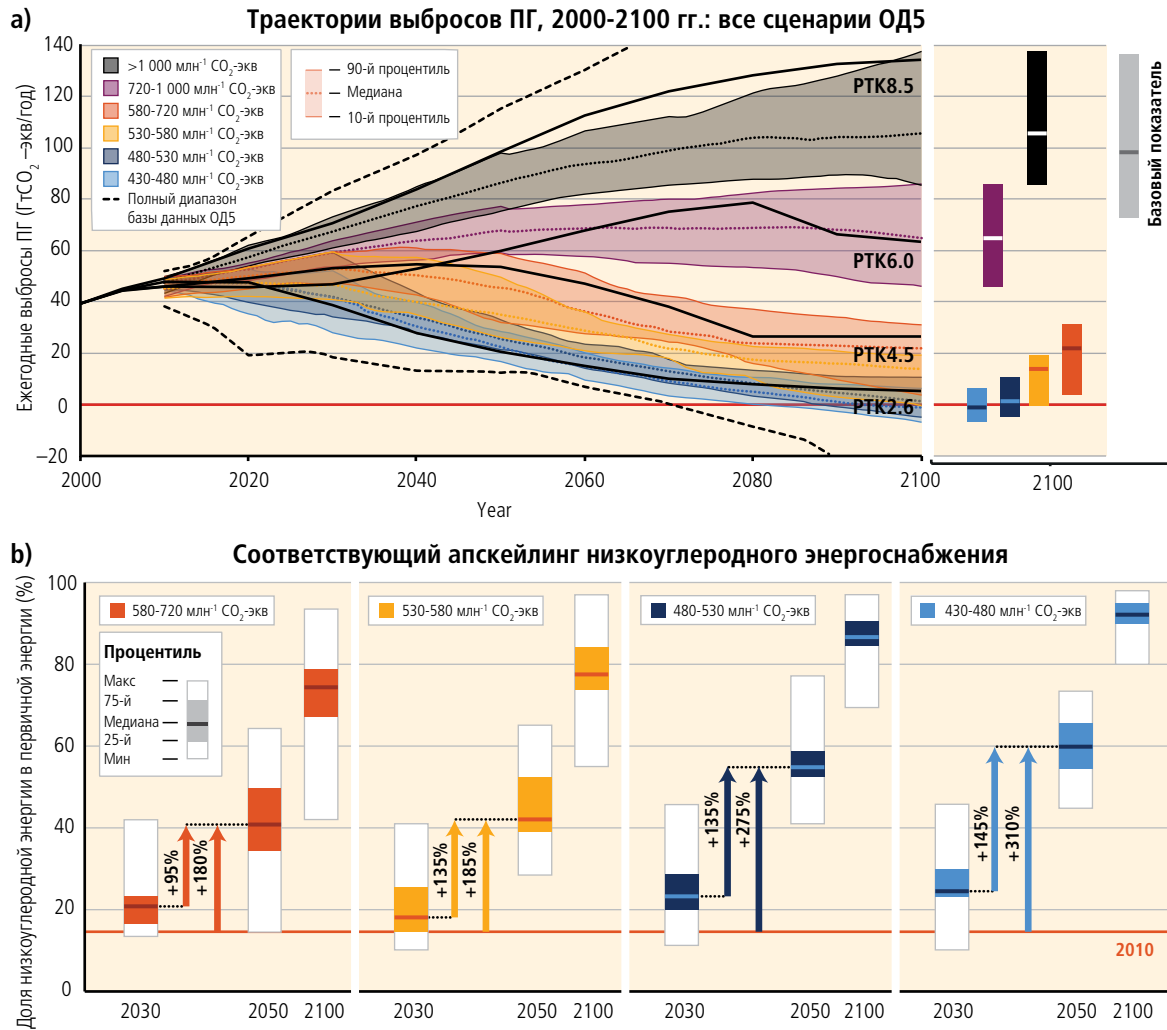 a)
Траектории выбросов ПГ, 2000-2100 гг.: все сценарии ОД5
Ежегодные выбросы ПГ (ГтCO₂ –экв/год)
140
120
100
80
60
40
20
0
–20
>1 000 млн⁻¹ CO₂-экв
720-1 000 млн⁻¹ CO₂-экв
580-720 млн⁻¹ CO₂-экв
530-580 млн⁻¹ CO₂-экв
480-530 млн⁻¹ CO₂-экв
430-480 млн⁻¹ CO₂-экв
Полный диапазон
базы данных ОД5
90-й процентиль
Медиана
10-й процентиль
РТК8.5
РТК6.0
РТК4.5
РТК2.6
Базовый показатель
2000
2020
2040
2060
2080
2100
2100
Year
b)
Соответствующий апскейлинг низкоуглеродного энергоснабжения
Доля низкоуглеродной энергии в первичной энергии (%)
100
80
60
40
20
0
580-720 млн⁻¹ CO₂-экв
530-580 млн⁻¹ CO₂-экв
480-530 млн⁻¹ CO₂-экв
430-480 млн⁻¹ CO₂-экв
Процентиль
Макс
75-й
Медиана
25-й
Мин
+95%
+180%
+135%
+185%
+135%
+275%
+145%
+310%
2010
2030
2050
2100
2030
2050
2100
2030
2050
2100
2030
2050
2100